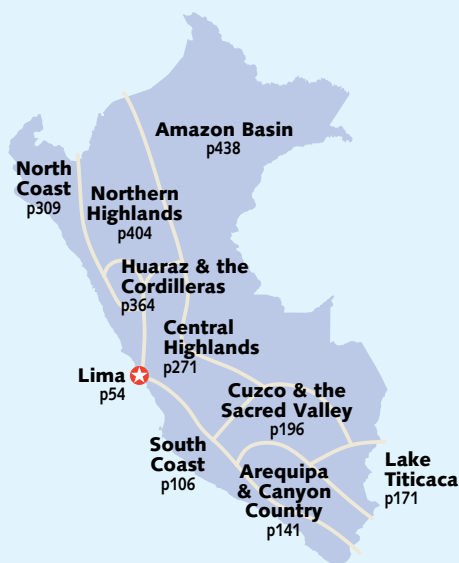 Amazon Basin
p438
North
Coast
p309
Northern
Highlands
p404
Huaraz & the
Cordilleras
p364
Central
Highlands
p271
Lima
p54
Cuzco & the
Sacred Valley
p196
South
Coast
p106
Arequipa
& Canyon
Country
p141
Lake
Titicaca
p171